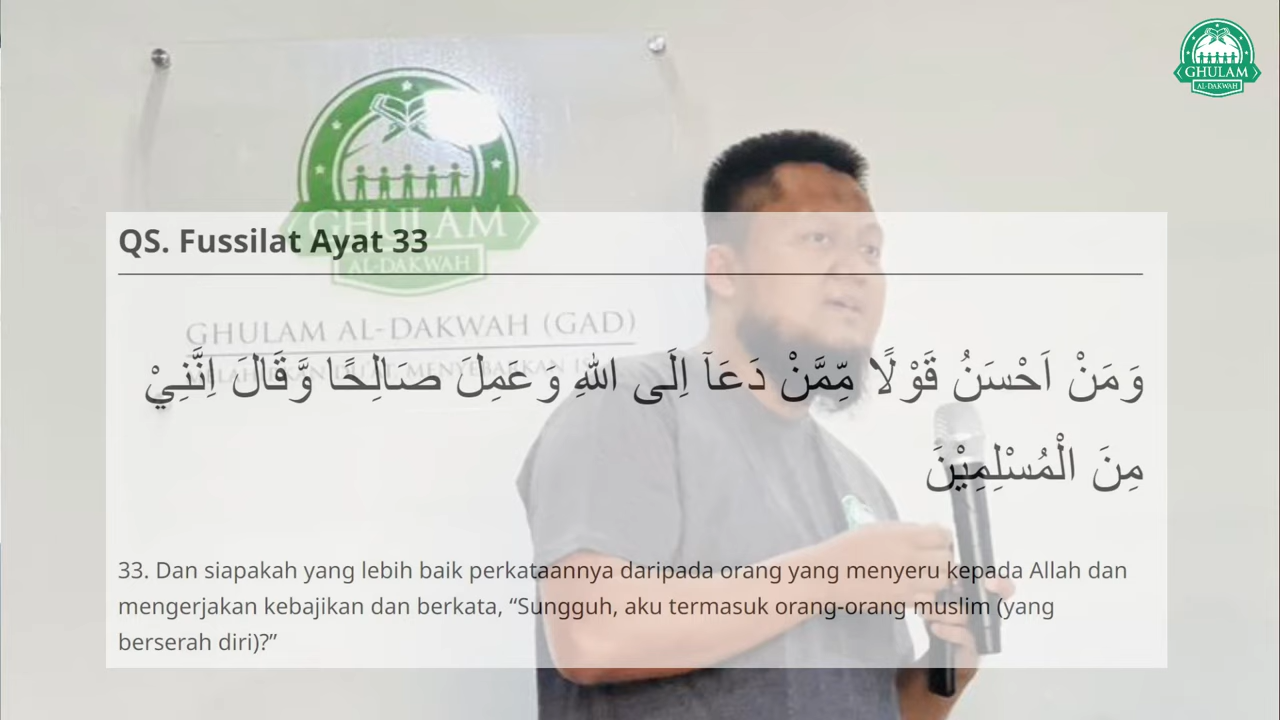 GHULAM
AL-DAKWAH
GHULAM
AL-DAKWAH
QS. Fussilat Ayat 33
GHULAM AL-DAKWAH (GAD)
وَمَنْ اَحْسَنُ قَوْلًا مِّمَّنْ دَعَآ اِلَى اللّٰهِ وَعَمِلَ صَالِحًا وَّقَالَ اِنَّنِيْ
مِنَ الْمُسْلِمِيْنَ
33. Dan siapakah yang lebih baik perkataannya daripada orang yang menyeru kepada Allah dan
mengerjakan kebajikan dan berkata, “Sungguh, aku termasuk orang-orang muslim (yang
berserah diri)?”